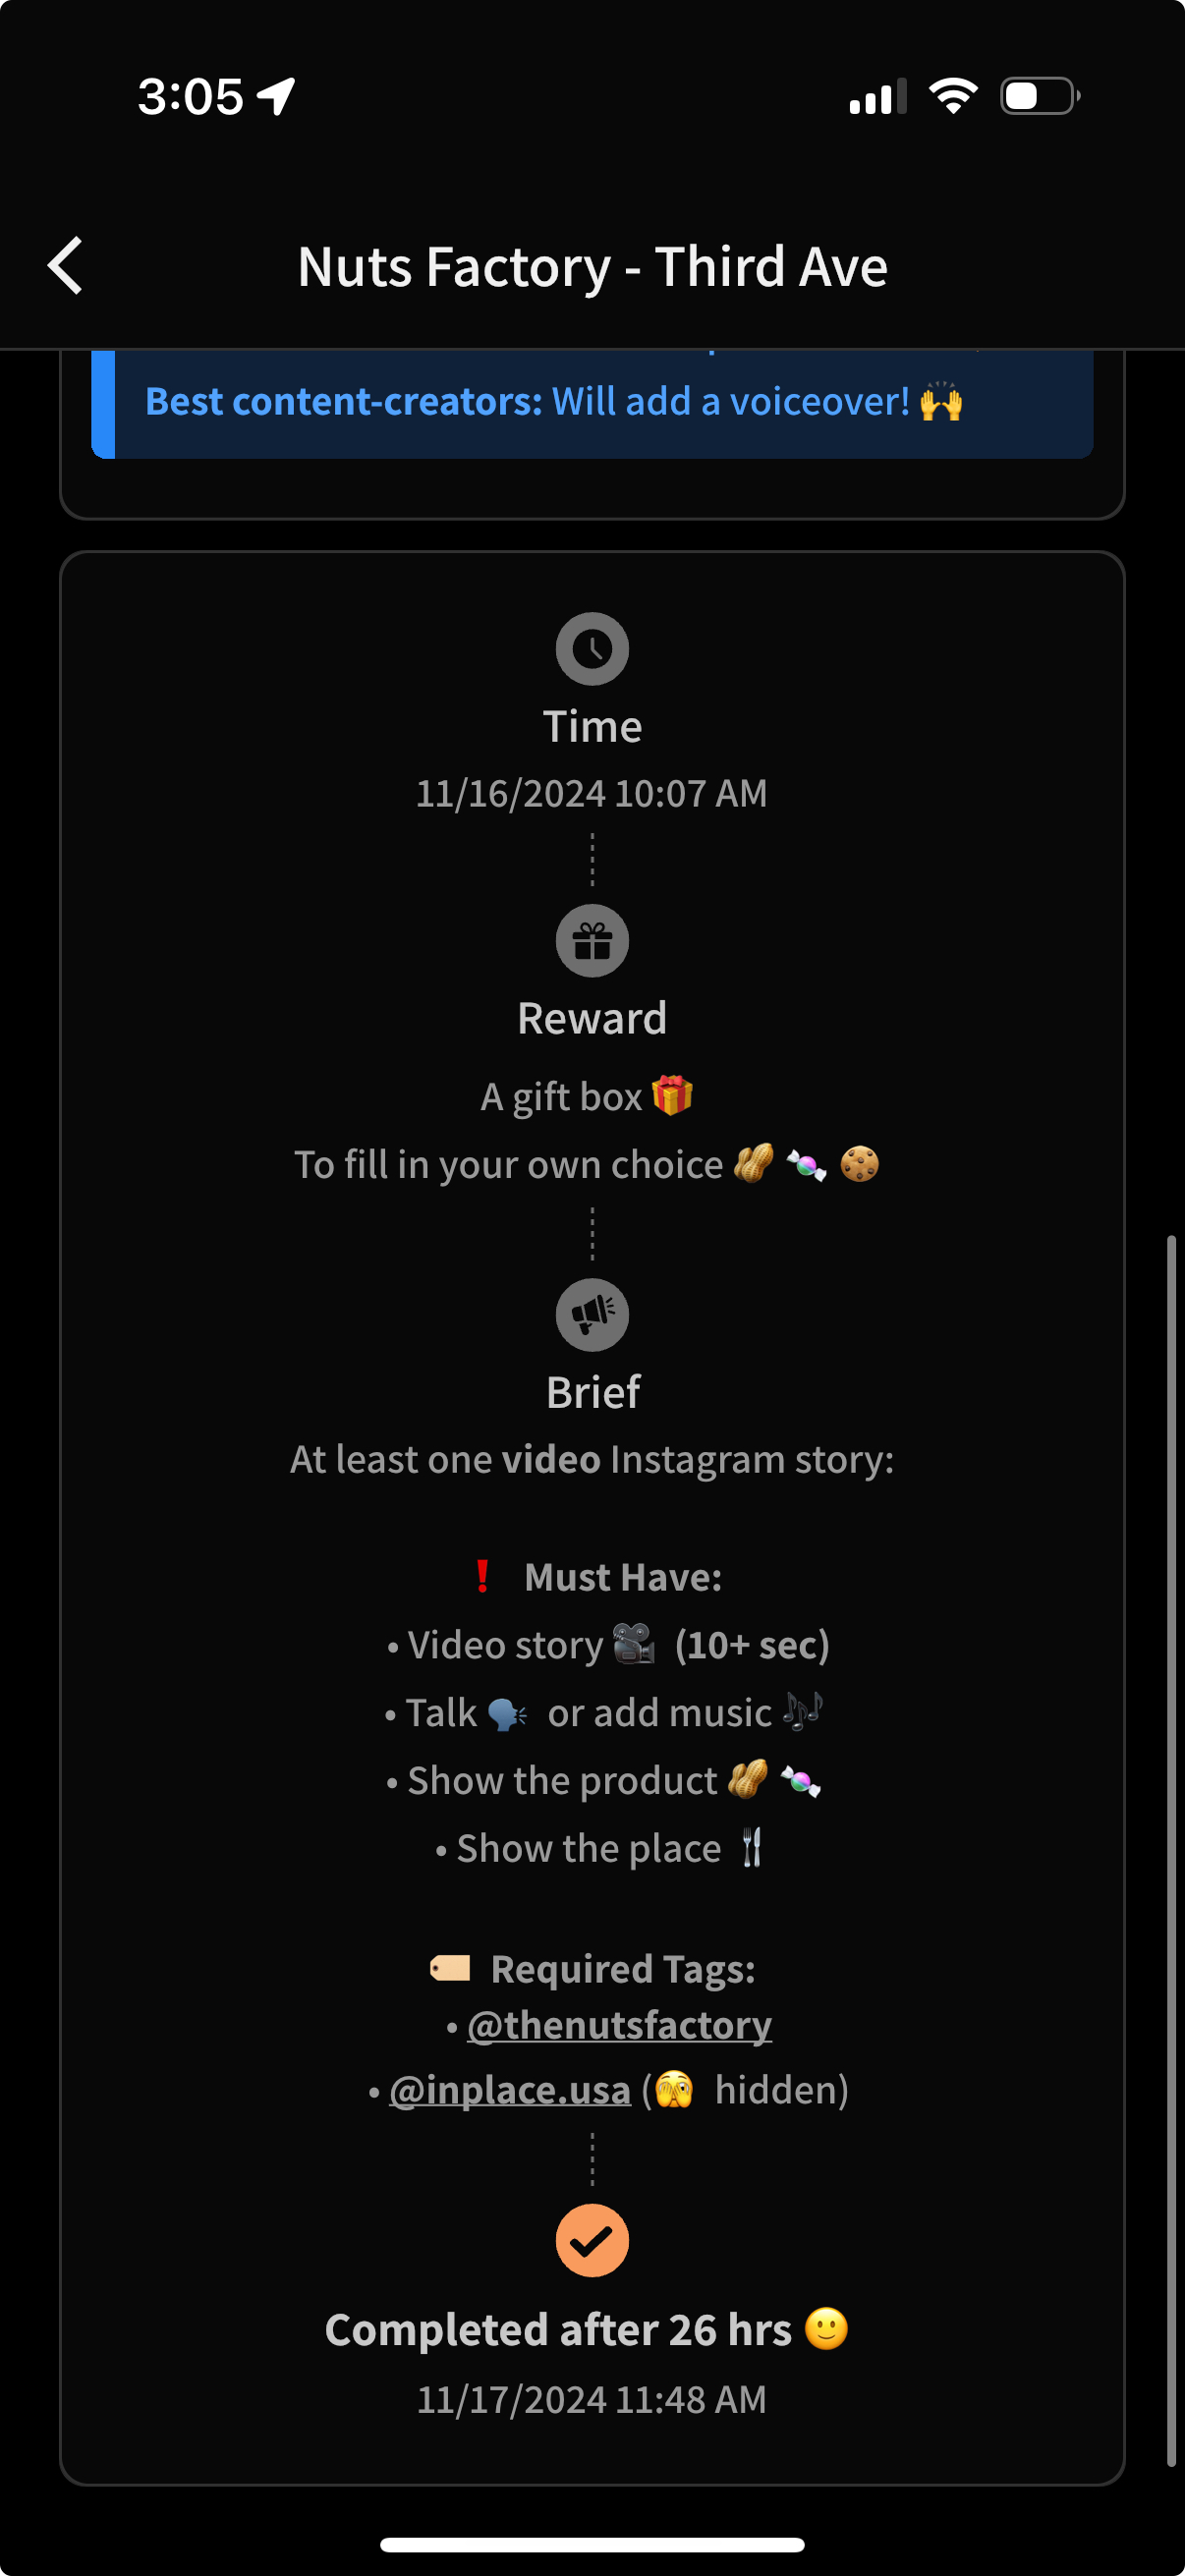 3:05
Nuts Factory - Third Ave
Best content-creators: Will add a voiceover! 🙌
Time
11/16/2024 10:07 AM
Reward
A gift box 🎁
To fill in your own choice 🥜 🍬 🍪
Brief
At least one video Instagram story:
❗ Must Have:
• Video story 🎥 (10+ sec)
• Talk 🗣️ or add music 🎶
• Show the product 🥜 🍬
• Show the place 🍴
🏷️ Required Tags:
• @thenutsfactory
• @inplace.usa (🫣 hidden)
Completed after 26 hrs 🙂
11/17/2024 11:48 AM